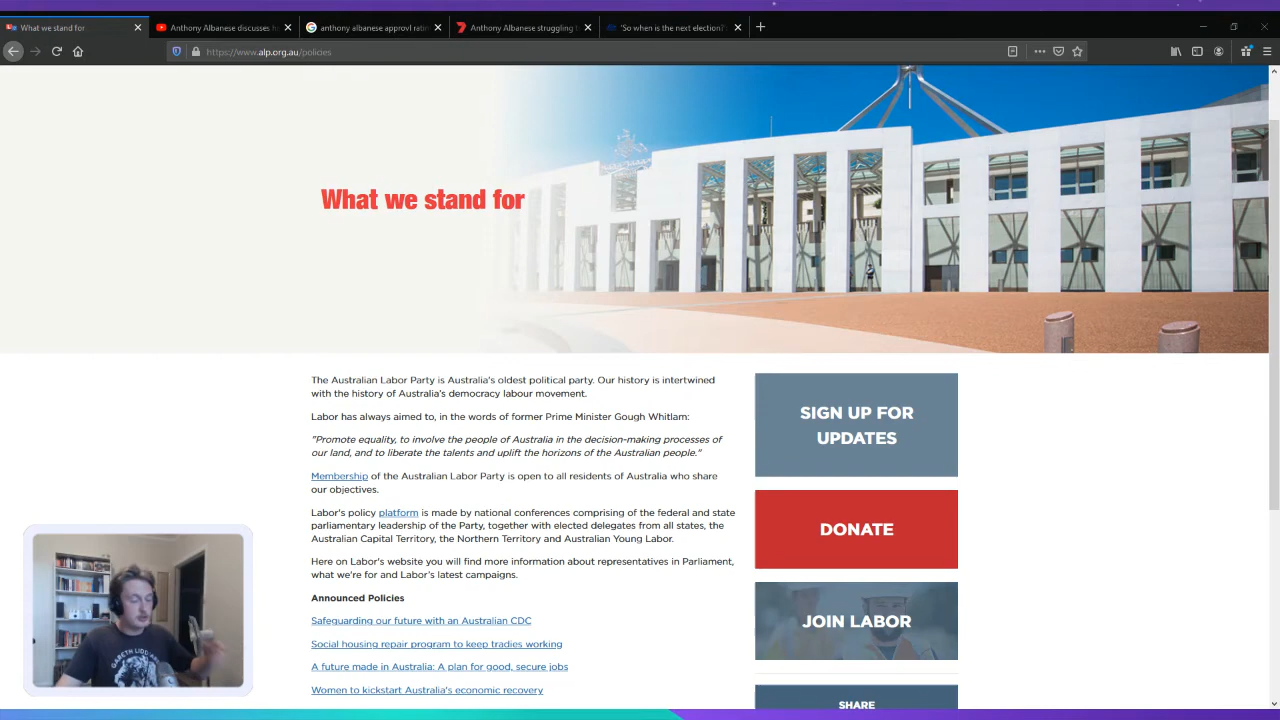 What we stand for
Anthony Albanese discusses h
anthony albanese approvl ratin
Anthony Albanese struggling t
'So when is the next election?'
https://www.alp.org.au/policies
What we stand for
The Australian Labor Party is Australia's oldest political party. Our history is intertwined
with the history of Australia's democracy labour movement.
Labor has always aimed to, in the words of former Prime Minister Gough Whitlam:
"Promote equality, to involve the people of Australia in the decision-making processes of
our land, and to liberate the talents and uplift the horizons of the Australian people."
Membership of the Australian Labor Party is open to all residents of Australia who share
our objectives.
Labor's policy platform is made by national conferences comprising of the federal and state
parliamentary leadership of the Party, together with elected delegates from all states, the
Australian Capital Territory, the Northern Territory and Australian Young Labor.
Here on Labor's website you will find more information about representatives in Parliament,
what we're for and Labor's latest campaigns.
Announced Policies
Safeguarding our future with an Australian CDC
Social housing repair program to keep tradies working
A future made in Australia: A plan for good, secure jobs
Women to kickstart Australia's economic recovery
SIGN UP FOR
UPDATES
DONATE
JOIN LABOR
SHARE